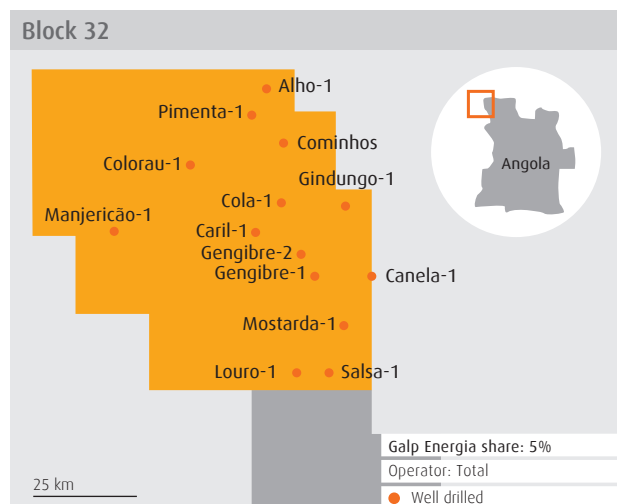 Block 32
Alho-1
Pimenta-1
Cominhos
Colorau-1
Angola
Gindungo-1
Cola-1
Manjericão-1
Caril-1
Gengibre-2
Gengibre-1
Canela-1
Mostarda-1
Louro-1
Salsa-1
Galp Energia share: 5%
Operator: Total
25 km
Well drilled